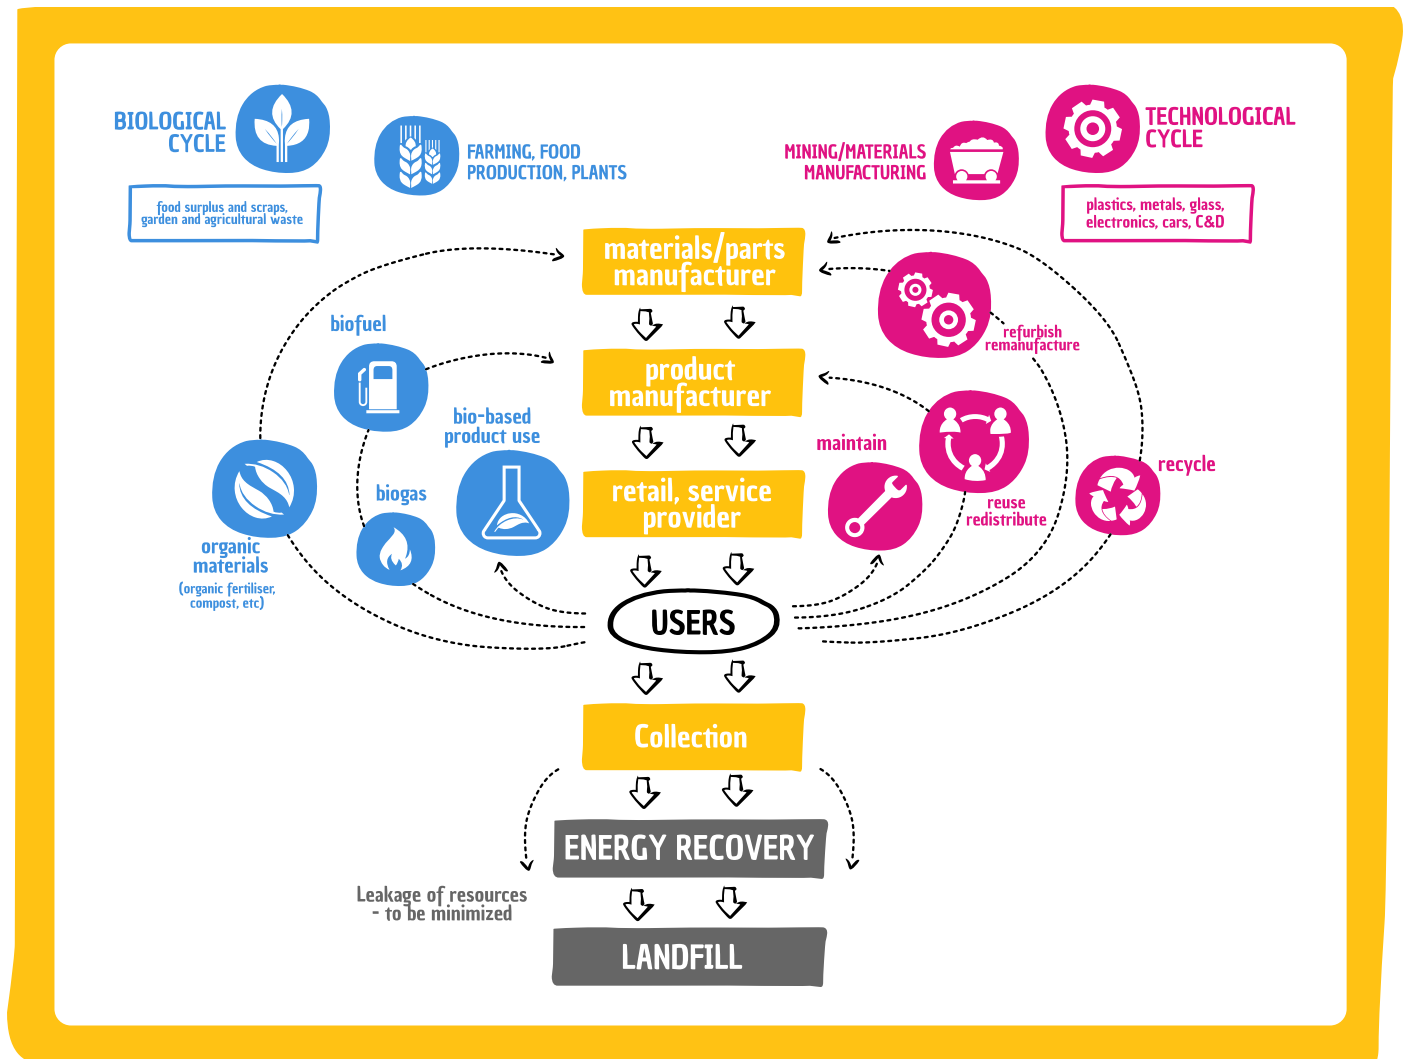 BIOLOGICAL
CYCLE
food surplus and scraps,
garden and agricultural waste
FARMING, FOOD
PRODUCTION, PLANTS
MINING/MATERIALS
MANUFACTURING
TECHNOLOGICAL
CYCLE
plastics, metals, glass,
electronics, cars, C&D
materials/parts
manufacturer
biofuel
refurbish
remanufacture
product
manufacturer
bio-based
product use
maintain
recycle
biogas
retail, service
provider
reuse
redistribute
organic
materials
(organic fertiliser,
compost, etc)
USERS
Collection
ENERGY RECOVERY
Leakage of resources
- to be minimized
LANDFILL